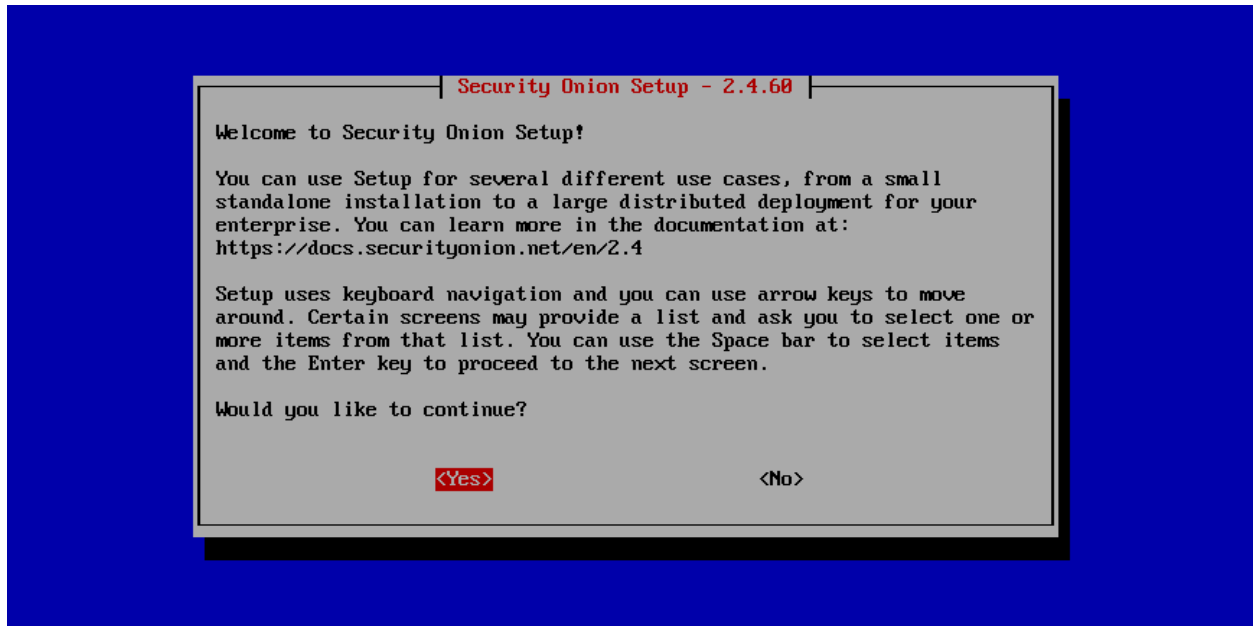 Security Onion Setup - 2.4.60
Welcome to Security Onion Setup!
You can use Setup for several different use cases, from a small
standalone installation to a large distributed deployment for your
enterprise. You can learn more in the documentation at:
https://docs.securityonion.net/en/2.4
Setup uses keyboard navigation and you can use arrow keys to move
around. Certain screens may provide a list and ask you to select one or
more items from that list. You can use the Space bar to select items
and the Enter key to proceed to the next screen.
Would you like to continue?
<Yes> <No>